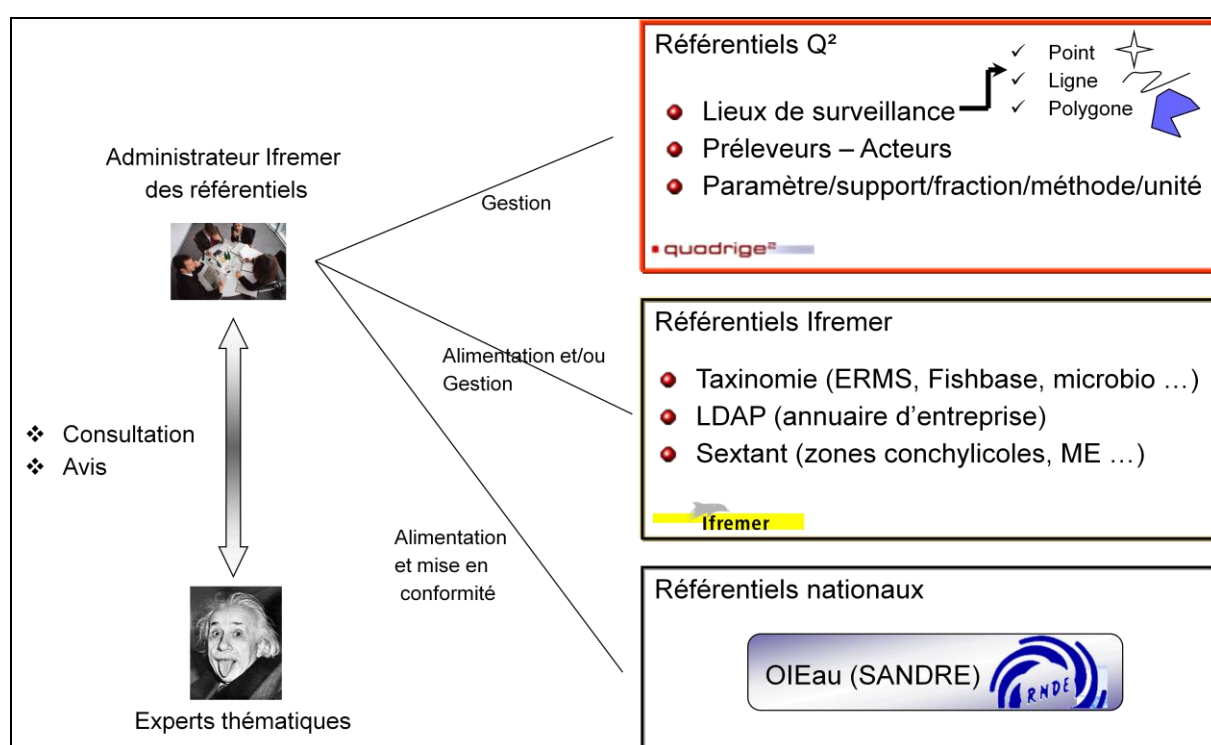 Administrateur Ifremer
des référentiels
❖ Consultation
❖ Avis
Experts thématiques
Gestion
Alimentation et/ou
Gestion
Alimentation
et mise en
conformité
Référentiels Q²
Lieux de surveillance
✓ Point
✓ Ligne
✓ Polygone
Préleveurs – Acteurs
Paramètre/support/fraction/méthode/unité
quadrige²
Référentiels Ifremer
Taxinomie (ERMS, Fishbase, microbio …)
LDAP (annuaire d’entreprise)
Sextant (zones conchylicoles, ME …)
Ifremer
Référentiels nationaux
OIEau (SANDRE)
RNDE